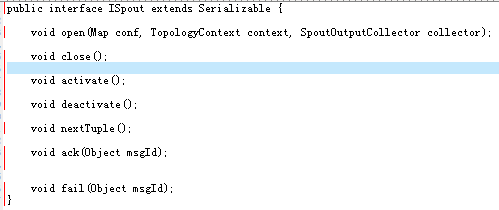 public interface ISpout extends Serializable {
void open(Map conf, TopologyContext context, SpoutOutputCollector collector);
void close();
void activate();
void deactivate();
void nextTuple();
void ack(Object msgId);
void fail(Object msgId);
}